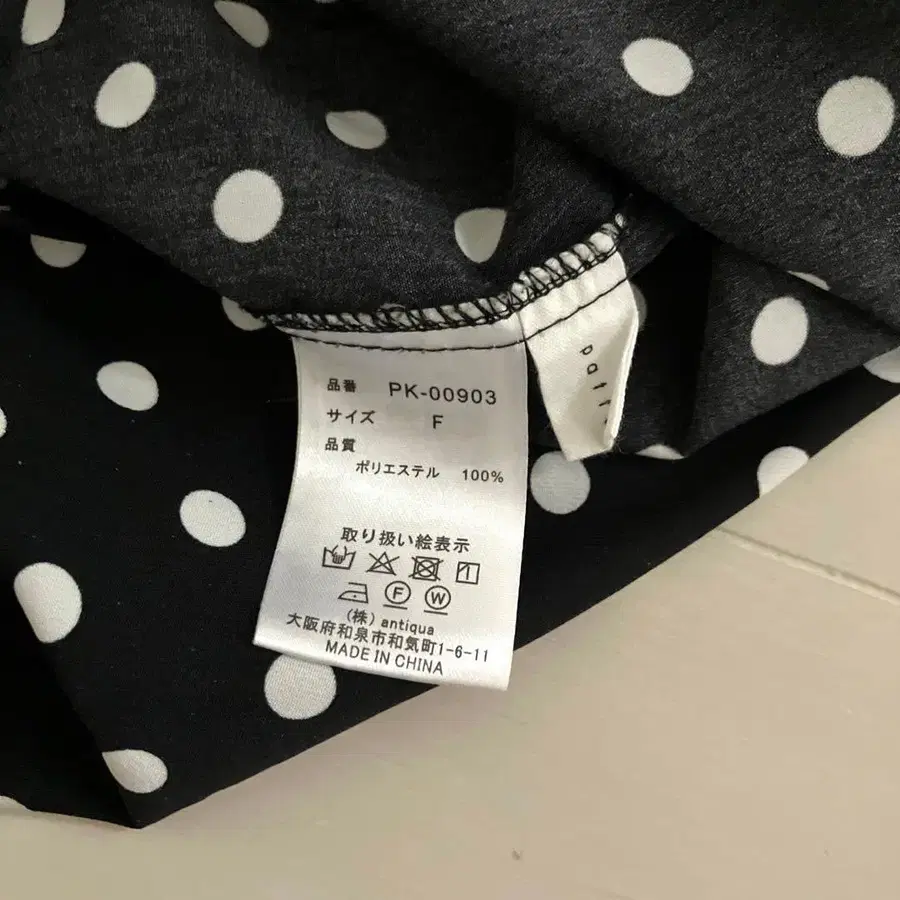 品番 PK-00903
サイズ F
品質
ポリエステル 100%
取り扱い絵表示
F W
(株) antiqua
大阪府和泉市和気町1-6-11
MADE IN CHINA